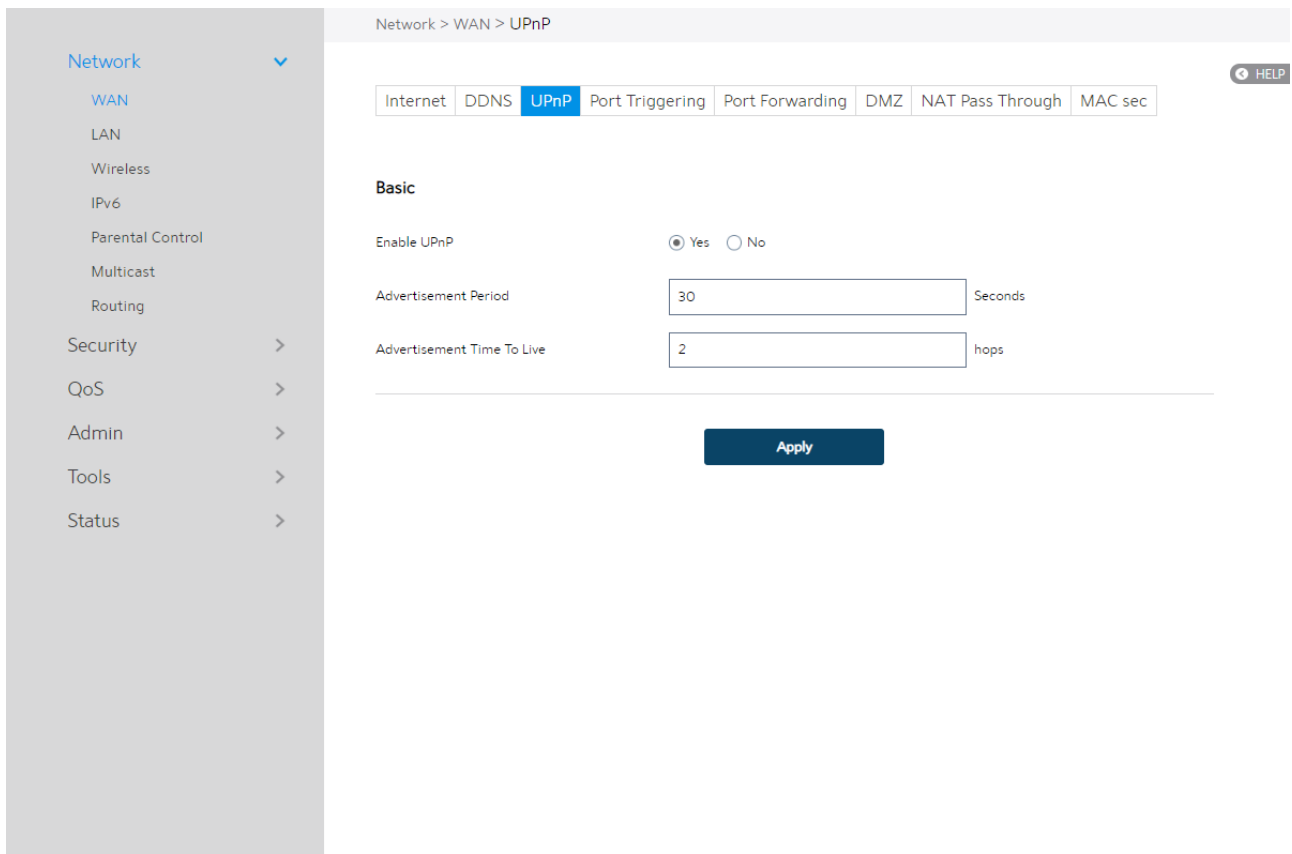 Network > WAN > UPnP
Network
WAN
LAN
Wireless
IPv6
Parental Control
Multicast
Routing
Security
QoS
Admin
Tools
Status
HELP
Internet DDNS UPnP Port Triggering Port Forwarding DMZ NAT Pass Through MAC sec
Basic
Enable UPnP Yes No
Advertisement Period 30 Seconds
Advertisement Time To Live 2 hops
Apply